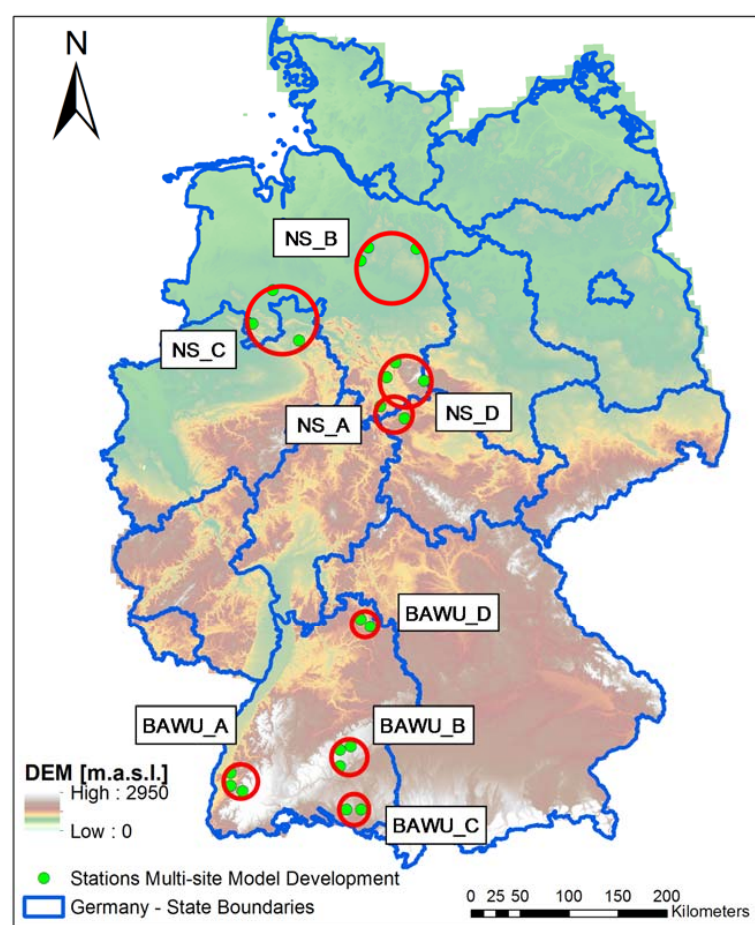 N
NS_B
NS_C
NS_A
NS_D
BAWU_D
BAWU_A
BAWU_B
BAWU_C
DEM [m.a.s.l.]
High : 2950
Low : 0
Stations Multi-site Model Development
Germany - State Boundaries
0 25 50 100 150 200
Kilometers